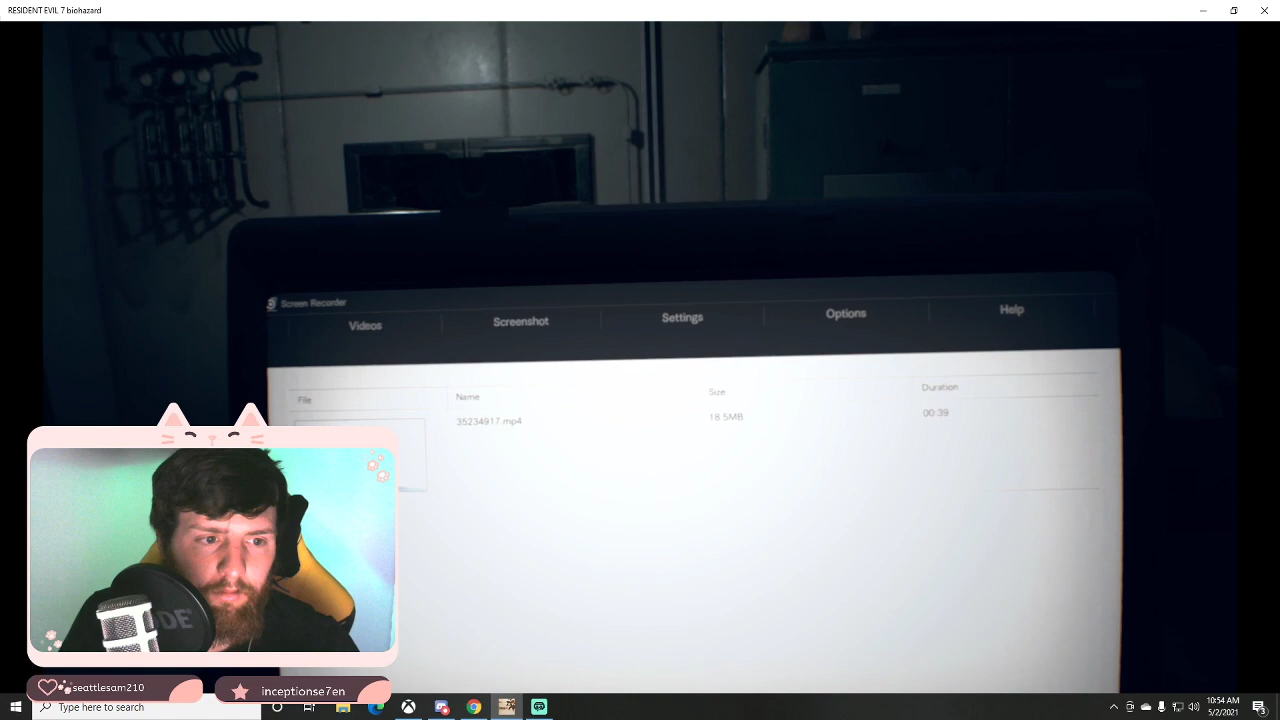 RESIDENT EVIL 7 biohazard
Screen Recorder
Videos Screenshot Settings Options Help
File Name Size Duration
35234917.mp4 18.5MB 00:39
seattlesam210 inceptionse7en
Type here to search
10:54 AM
5/2/2021